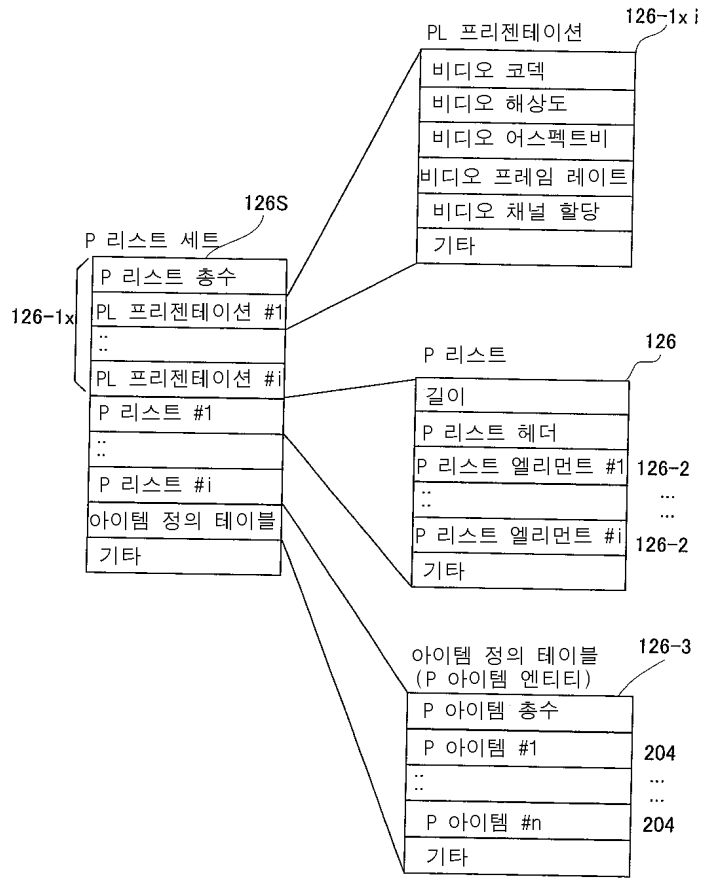 126-1x i
PL 프리젠테이션
비디오 코덱
비디오 해상도
비디오 어스펙트비
비디오 프레임 레이트
비디오 채널 할당
기타
126S
P 리스트 세트
P 리스트 총수
126-1x
PL 프리젠테이션 #1
::
PL 프리젠테이션 #i
P 리스트 #1
::
P 리스트 #i
아이템 정의 테이블
기타
126
P 리스트
길이
P 리스트 헤더
P 리스트 엘리먼트 #1 126-2
:: ...
...
P 리스트 엘리먼트 #i 126-2
기타
126-3
아이템 정의 테이블
(P 아이템 엔티티)
P 아이템 총수
P 아이템 #1 204
:: ...
...
P 아이템 #n 204
기타